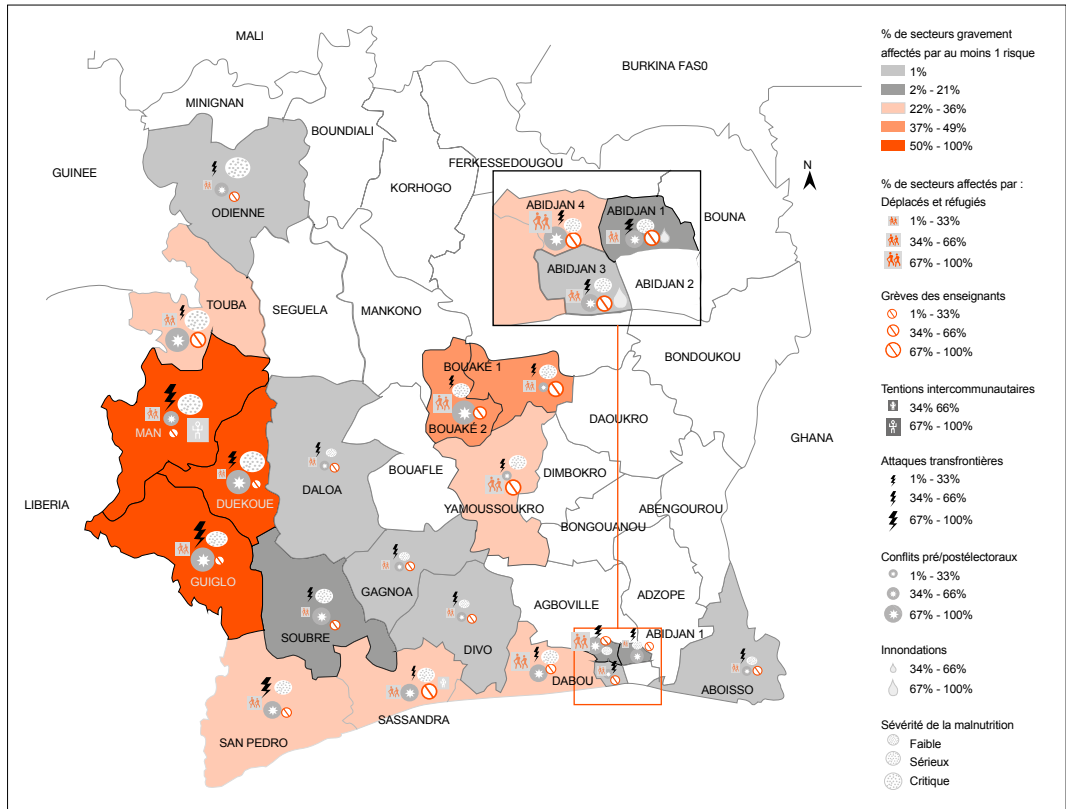 MALI
BURKINA FAS0
MINIGNAN
BOUNDIALI
GUINEE
FERKESSEDOUGOU
KORHOGO
ODIENNE
N
ABIDJAN 4
ABIDJAN 1
BOUNA
ABIDJAN 3
ABIDJAN 2
TOUBA
SEGUELA
MANKONO
BONDOUKOU
BOUAKÉ 1
DAOUKRO
MAN
BOUAKÉ 2
GHANA
BOUAFLE
DIMBOKRO
DALOA
DUEKOUE
LIBERIA
YAMOUSSOUKRO
ABENGOUROU
BONGOUANOU
GUIGLO
GAGNOA
AGBOVILLE
ADZOPE
SOUBRE
DIVO
ABIDJAN 1
DABOU
ABOISSO
SASSANDRA
SAN PEDRO
% de secteurs gravement
affectés par au moins 1 risque
1%
2% - 21%
22% - 36%
37% - 49%
50% - 100%
% de secteurs affectés par :
Déplacés et réfugiés
1% - 33%
34% - 66%
67% - 100%
Grèves des enseignants
1% - 33%
34% - 66%
67% - 100%
Tentions intercommunautaires
34% 66%
67% - 100%
Attaques transfrontières
1% - 33%
34% - 66%
67% - 100%
Conflits pré/postélectoraux
1% - 33%
34% - 66%
67% - 100%
Innondations
34% - 66%
67% - 100%
Sévérité de la malnutrition
Faible
Sérieux
Critique